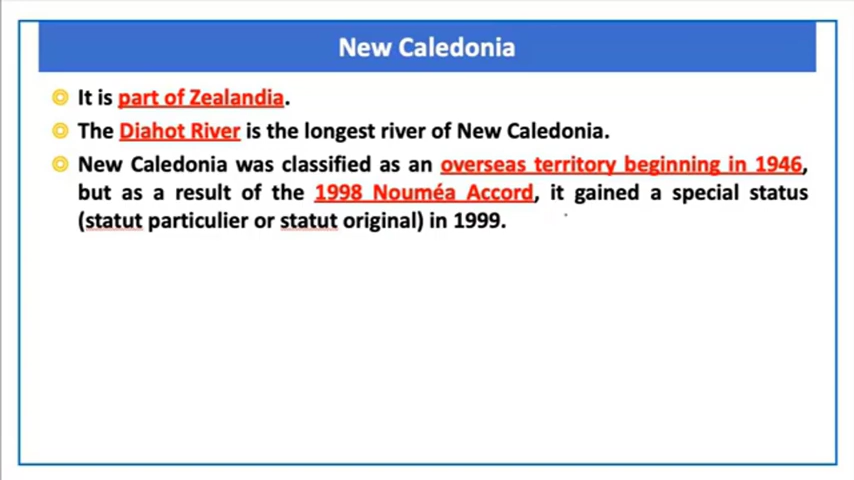 New Caledonia
It is part of Zealandia.
The Diahot River is the longest river of New Caledonia.
New Caledonia was classified as an overseas territory beginning in 1946,
but as a result of the 1998 Nouméa Accord, it gained a special status
(statut particulier or statut original) in 1999.